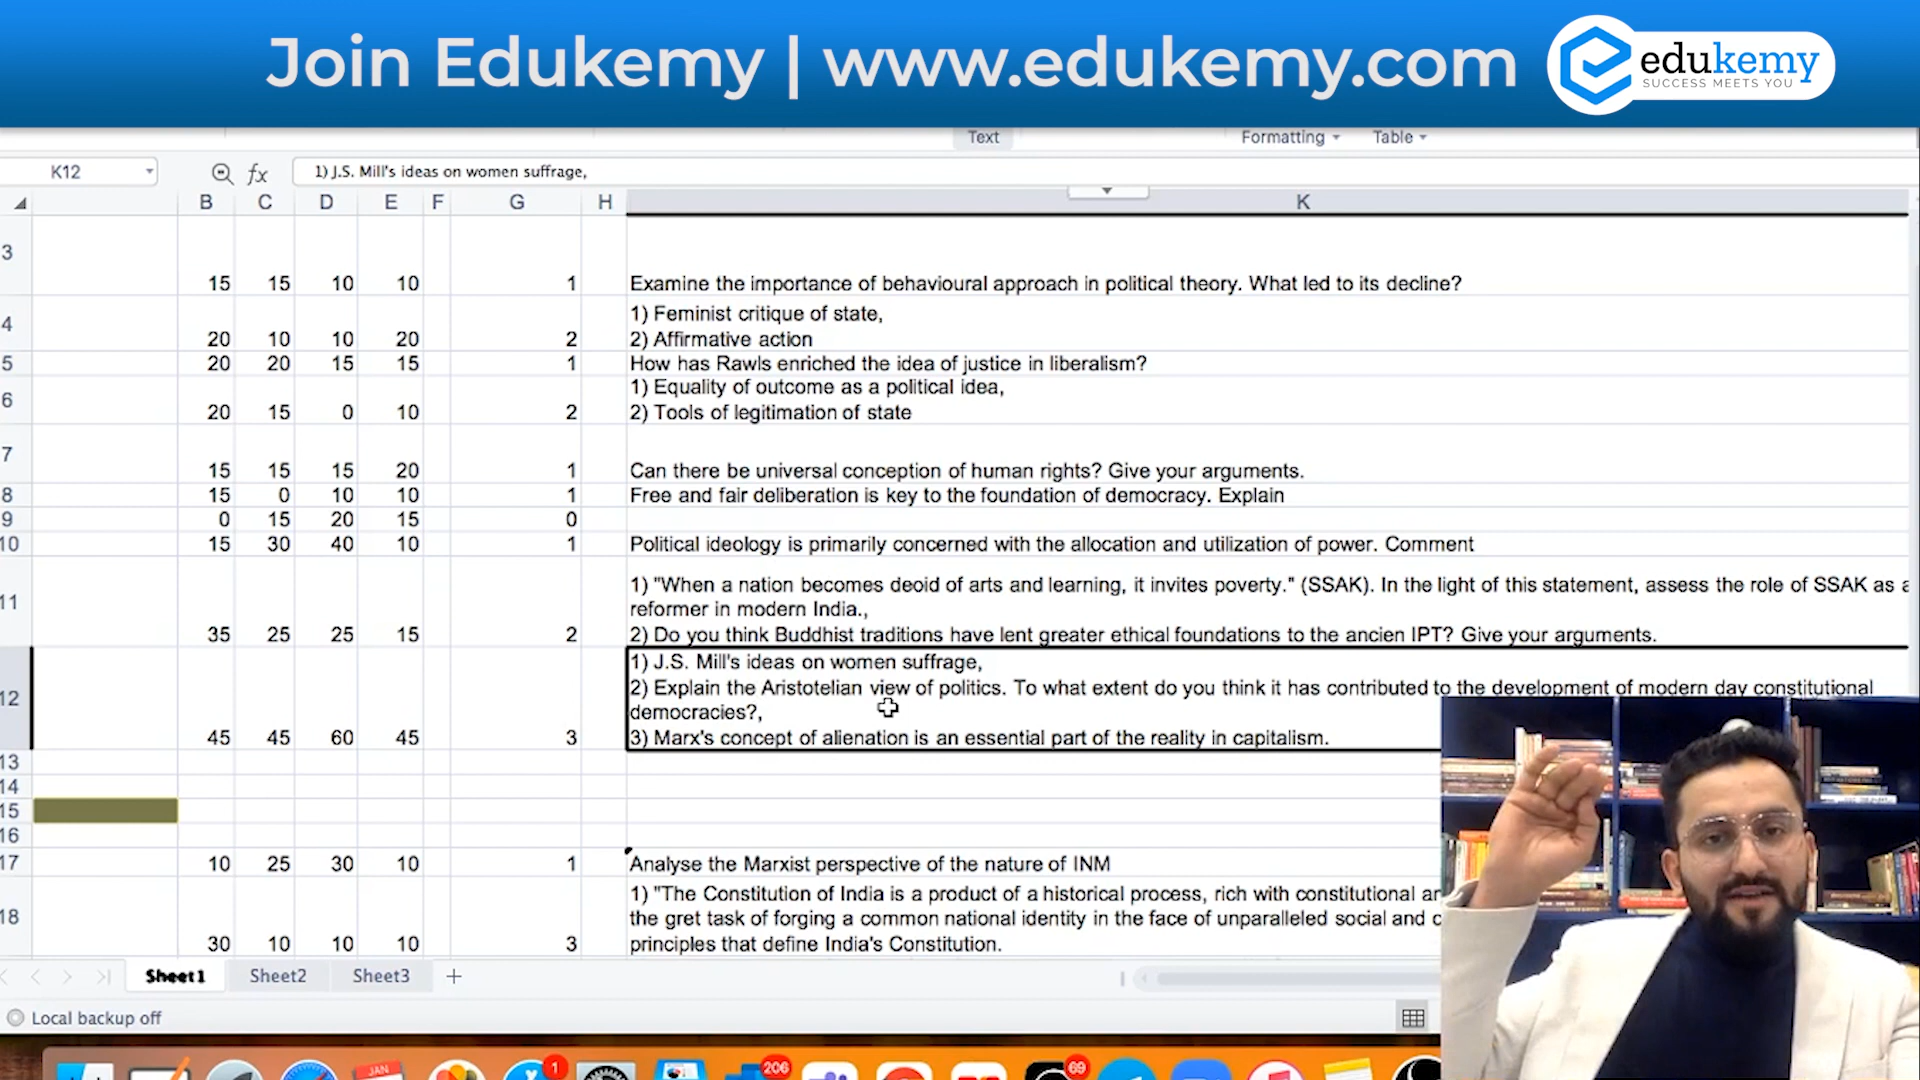 Join Edukemy | www.edukemy.com
edukemy
SUCCESS MEETS YOU
Text
Formatting
Table
K12
fx
1) J.S. Mill's ideas on women suffrage,
B C D E F G H K
3
15 15 10 10 1 Examine the importance of behavioural approach in political theory. What led to its decline?
1) Feminist critique of state,
4
20 10 10 20 2 2) Affirmative action
5 20 20 15 15 1 How has Rawls enriched the idea of justice in liberalism?
1) Equality of outcome as a political idea,
6
20 15 0 10 2 2) Tools of legitimation of state
7
15 15 15 20 1 Can there be universal conception of human rights? Give your arguments.
8 15 0 10 10 1 Free and fair deliberation is key to the foundation of democracy. Explain
9 0 15 20 15 0
10 15 30 40 10 1 Political ideology is primarily concerned with the allocation and utilization of power. Comment
1) "When a nation becomes deoid of arts and learning, it invites poverty." (SSAK). In the light of this statement, assess the role of SSAK as a
11 reformer in modern India.,
35 25 25 15 2 2) Do you think Buddhist traditions have lent greater ethical foundations to the ancien IPT? Give your arguments.
1) J.S. Mill's ideas on women suffrage,
12 2) Explain the Aristotelian view of politics. To what extent do you think it has contributed to the development of modern day constitutional
democracies?,
45 45 60 45 3 3) Marx's concept of alienation is an essential part of the reality in capitalism.
13
14
15
16
17 10 25 30 10 1 Analyse the Marxist perspective of the nature of INM
1) "The Constitution of India is a product of a historical process, rich with constitutional
18 the gret task of forging a common national identity in the face of unparalleled social and
30 10 10 10 3 principles that define India's Constitution.
Sheet1 Sheet2 Sheet3 +
Local backup off
JAN
1
206
69